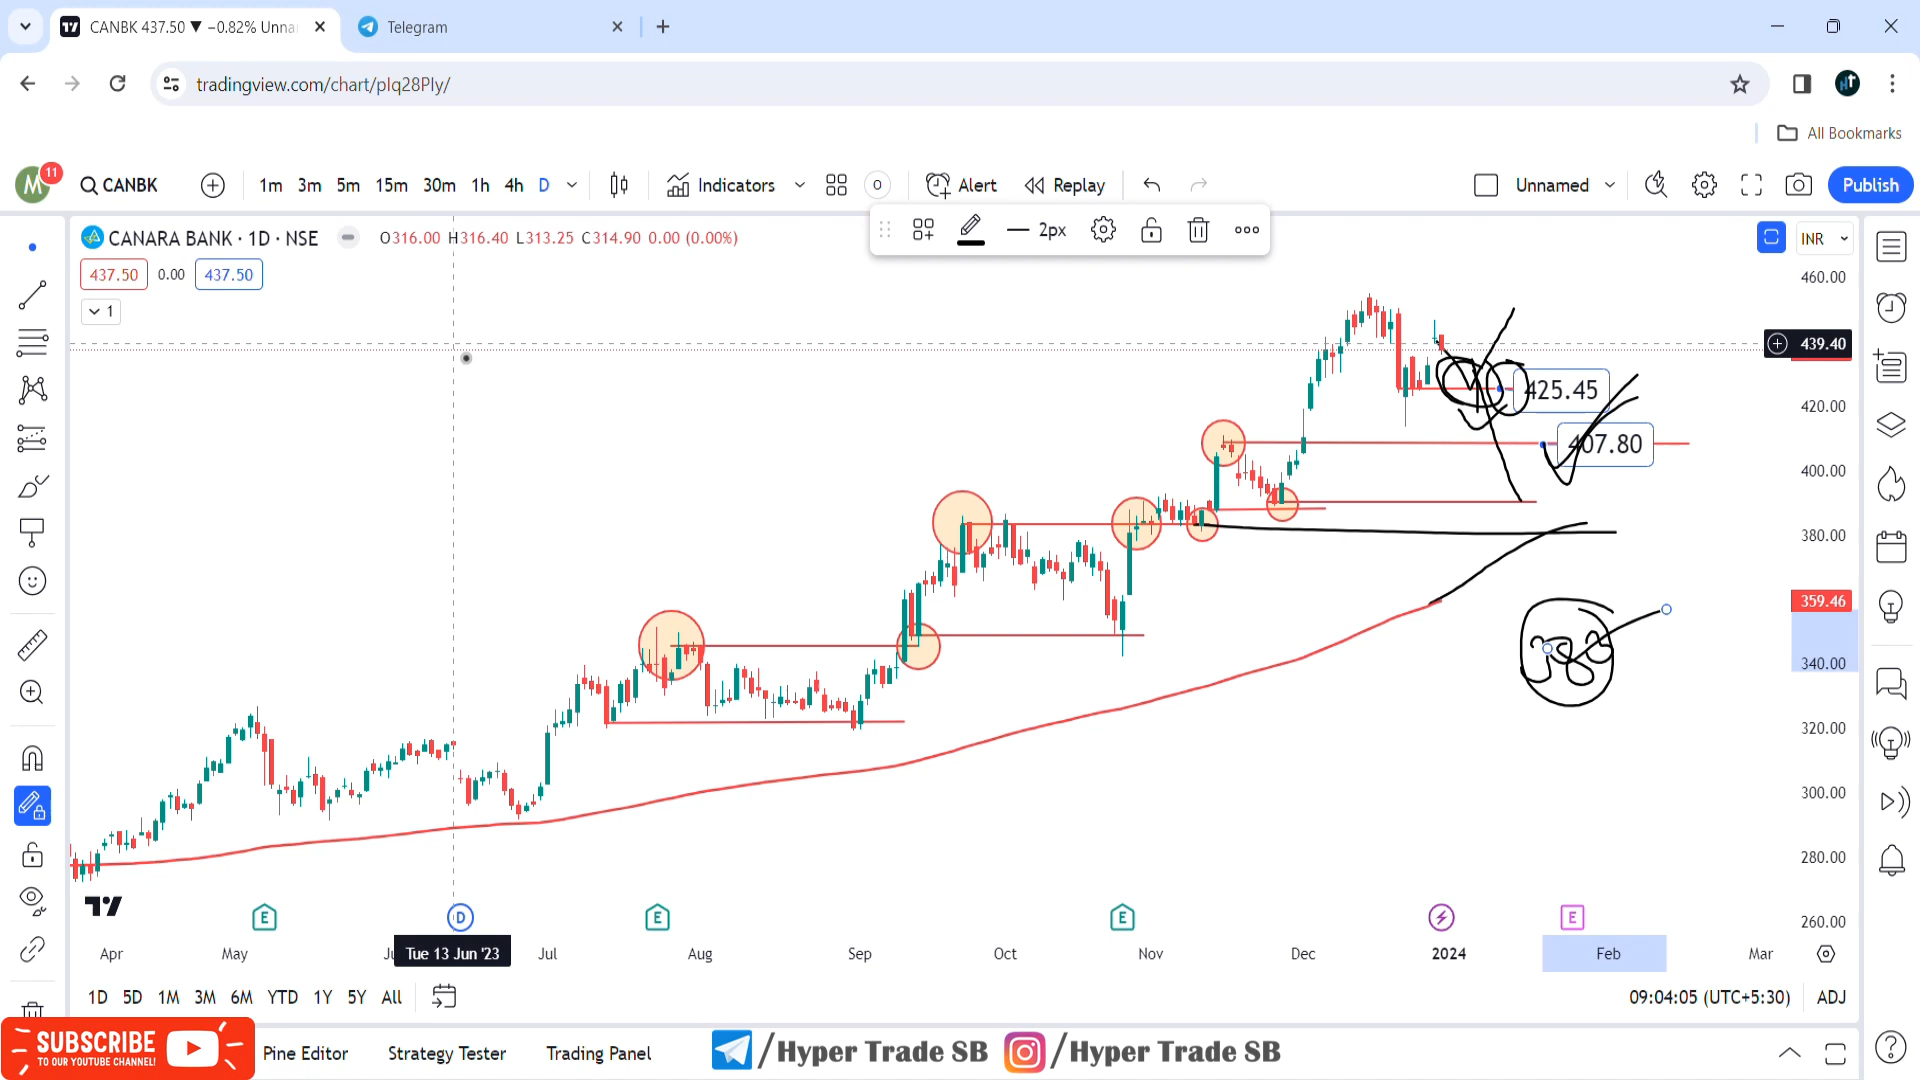 CANBK 437.50 ▼ −0.82% Unna
Telegram
tradingview.com/chart/pIq28PIy/
All Bookmarks
M 11 CANBK 1m 3m 5m 15m 30m 1h 4h D Indicators Alert Replay Unnamed Publish
2px
CANARA BANK · 1D · NSE O316.00 H316.40 L313.25 C314.90 0.00 (0.00%)
INR
437.50 0.00 437.50
1
460.00
439.40
425.45
420.00
407.80
400.00
380.00
359.46
380
340.00
320.00
300.00
280.00
260.00
E D E E E
Apr May Tue 13 Jun '23 Jul Aug Sep Oct Nov Dec 2024 Feb Mar
1D 5D 1M 3M 6M YTD 1Y 5Y All 09:04:05 (UTC+5:30) ADJ
SUBSCRIBE
TO OUR YOUTUBE CHANNEL!
Pine Editor Strategy Tester Trading Panel /Hyper Trade SB /Hyper Trade SB